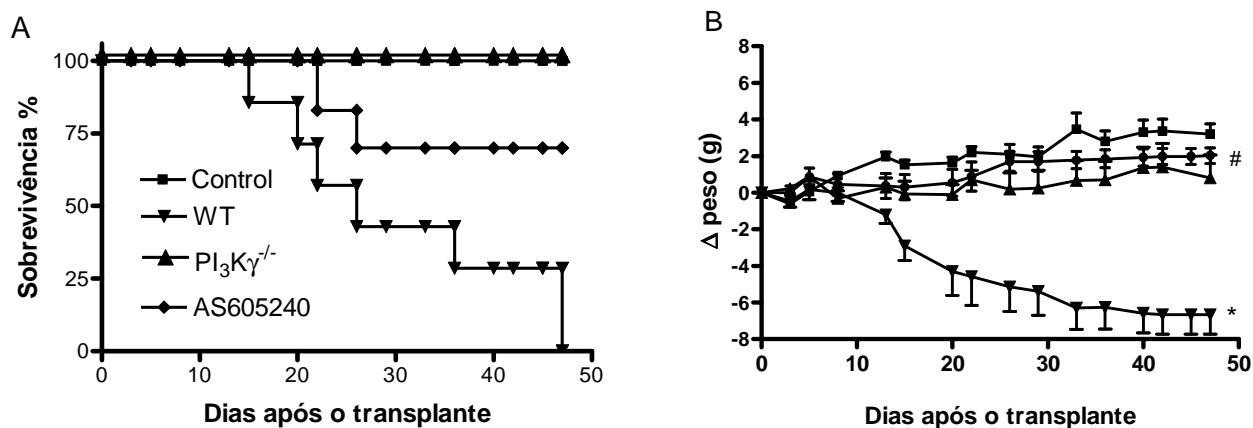 A
Sobrevivência %
100
75
50
25
0
Control
WT
PI₃Kγ⁻/⁻
AS605240
0 10 20 30 40 50
Dias após o transplante
B
Δ peso (g)
8
6
4
2
0
-2
-4
-6
-8
#
*
0 10 20 30 40 50
Dias após o transplante